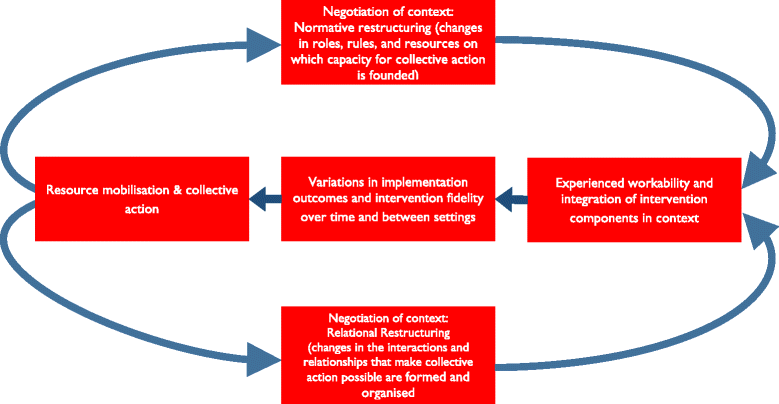 Negotiation of context:
Normative restructuring (changes
in roles, rules, and resources on
which capacity for collective action
is founded)
Resource mobilisation & collective
action
Variations in implementation
outcomes and intervention fidelity
over time and between settings
Experienced workability and
integration of intervention
components in context
Negotiation of context:
Relational Restructuring
(changes in the interactions and
relationships that make collective
action possible are formed and
organised